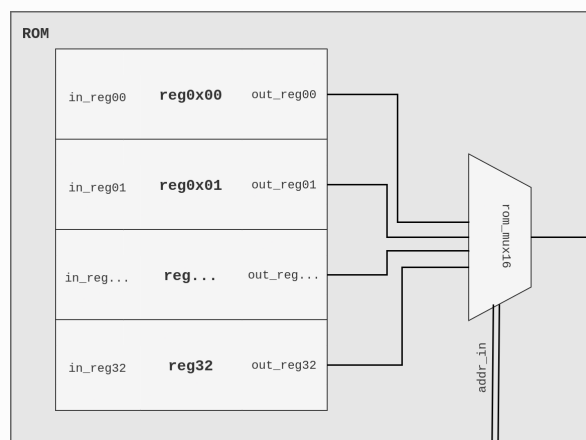 ROM
in_reg00 reg0x00 out_reg00
in_reg01 reg0x01 out_reg01
in_reg... reg... out_reg...
in_reg32 reg32 out_reg32
rom_mux16
addr_in